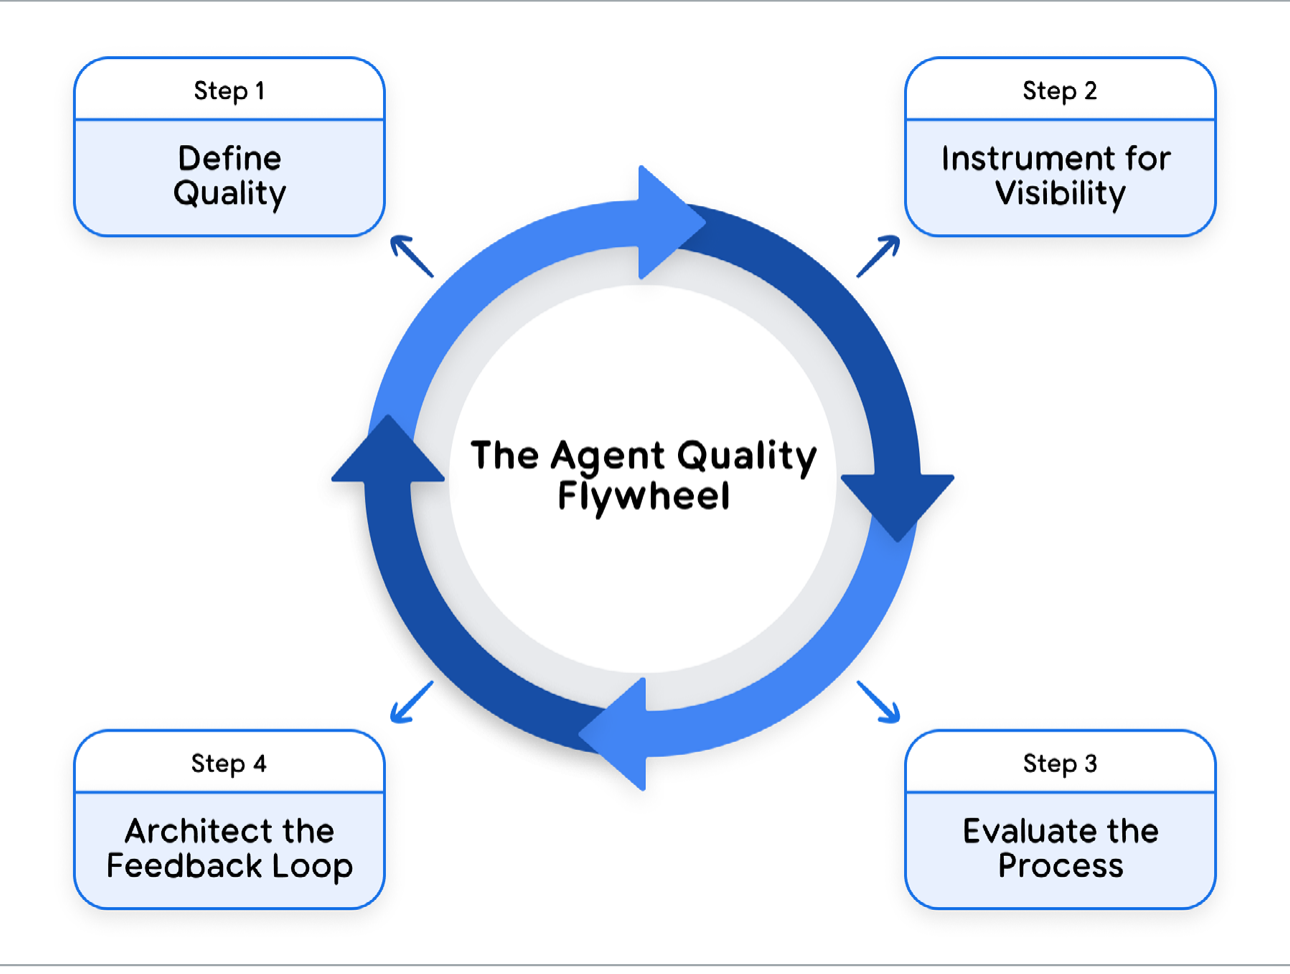 Step 1
Define
Quality
Step 2
Instrument for
Visibility
The Agent Quality
Flywheel
Step 4
Architect the
Feedback Loop
Step 3
Evaluate the
Process